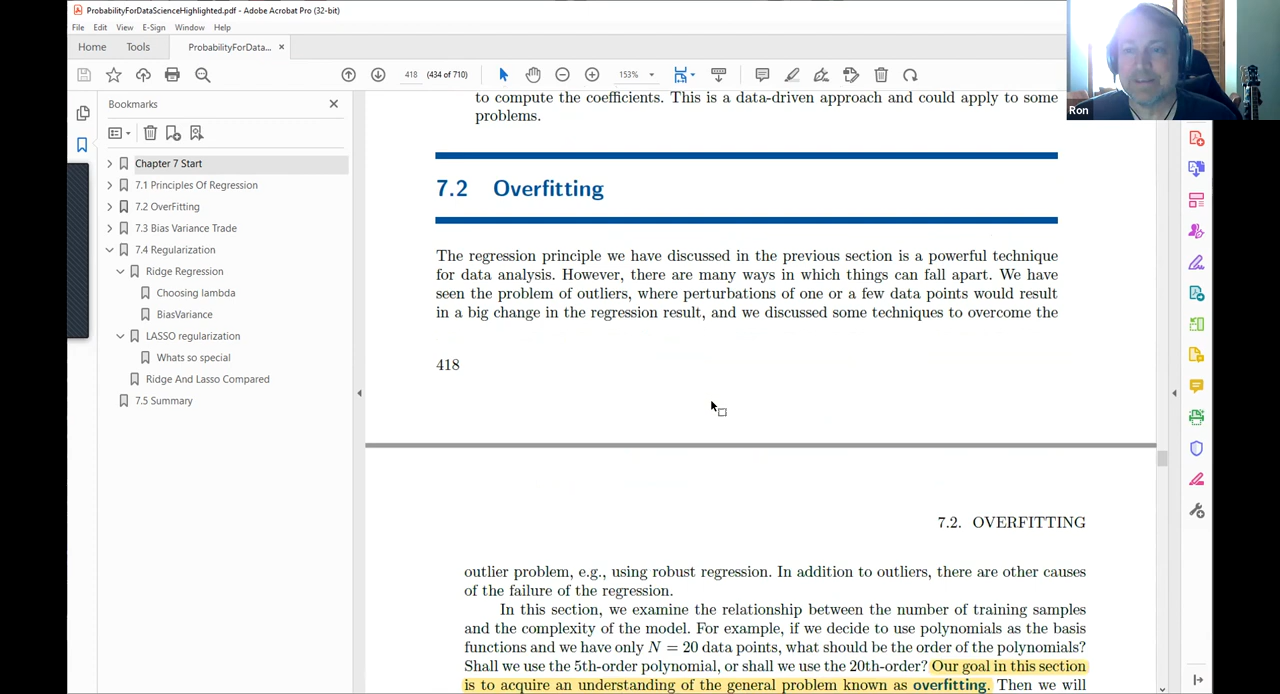 ProbabilityForDataScienceHighlighted.pdf - Adobe Acrobat Pro (32-bit)
File Edit View E-Sign Window Help
Home Tools ProbabilityForData... ×
418 (434 of 710) 153%
Bookmarks
Chapter 7 Start
7.1 Principles Of Regression
7.2 OverFitting
7.3 Bias Variance Trade
7.4 Regularization
Ridge Regression
Choosing lambda
BiasVariance
LASSO regularization
Whats so special
Ridge And Lasso Compared
7.5 Summary
to compute the coefficients. This is a data-driven approach and could apply to some
problems.
7.2 Overfitting
The regression principle we have discussed in the previous section is a powerful technique
for data analysis. However, there are many ways in which things can fall apart. We have
seen the problem of outliers, where perturbations of one or a few data points would result
in a big change in the regression result, and we discussed some techniques to overcome the
418
7.2. OVERFITTING
outlier problem, e.g., using robust regression. In addition to outliers, there are other causes
of the failure of the regression.
In this section, we examine the relationship between the number of training samples
and the complexity of the model. For example, if we decide to use polynomials as the basis
functions and we have only N = 20 data points, what should be the order of the polynomials?
Shall we use the 5th-order polynomial, or shall we use the 20th-order? Our goal in this section
is to acquire an understanding of the general problem known as overfitting. Then we will
Ron